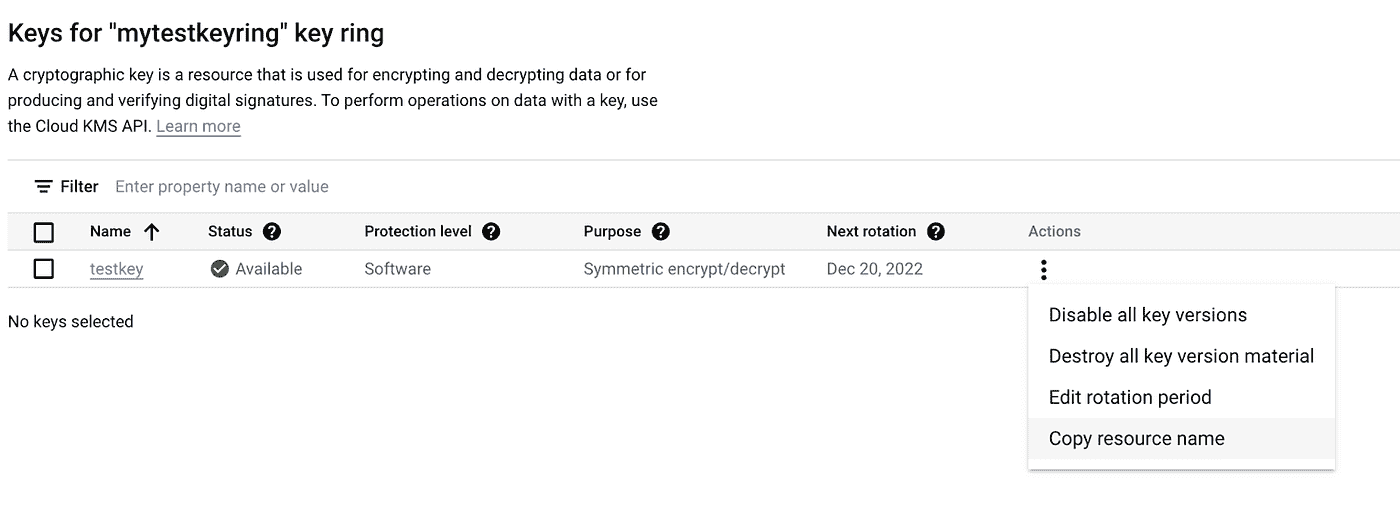 Keys for "mytestkeyring" key ring
A cryptographic key is a resource that is used for encrypting and decrypting data or for
producing and verifying digital signatures. To perform operations on data with a key, use
the Cloud KMS API. Learn more
Filter Enter property name or value
Name Status Protection level Purpose Next rotation Actions
testkey Available Software Symmetric encrypt/decrypt Dec 20, 2022
No keys selected
Disable all key versions
Destroy all key version material
Edit rotation period
Copy resource name